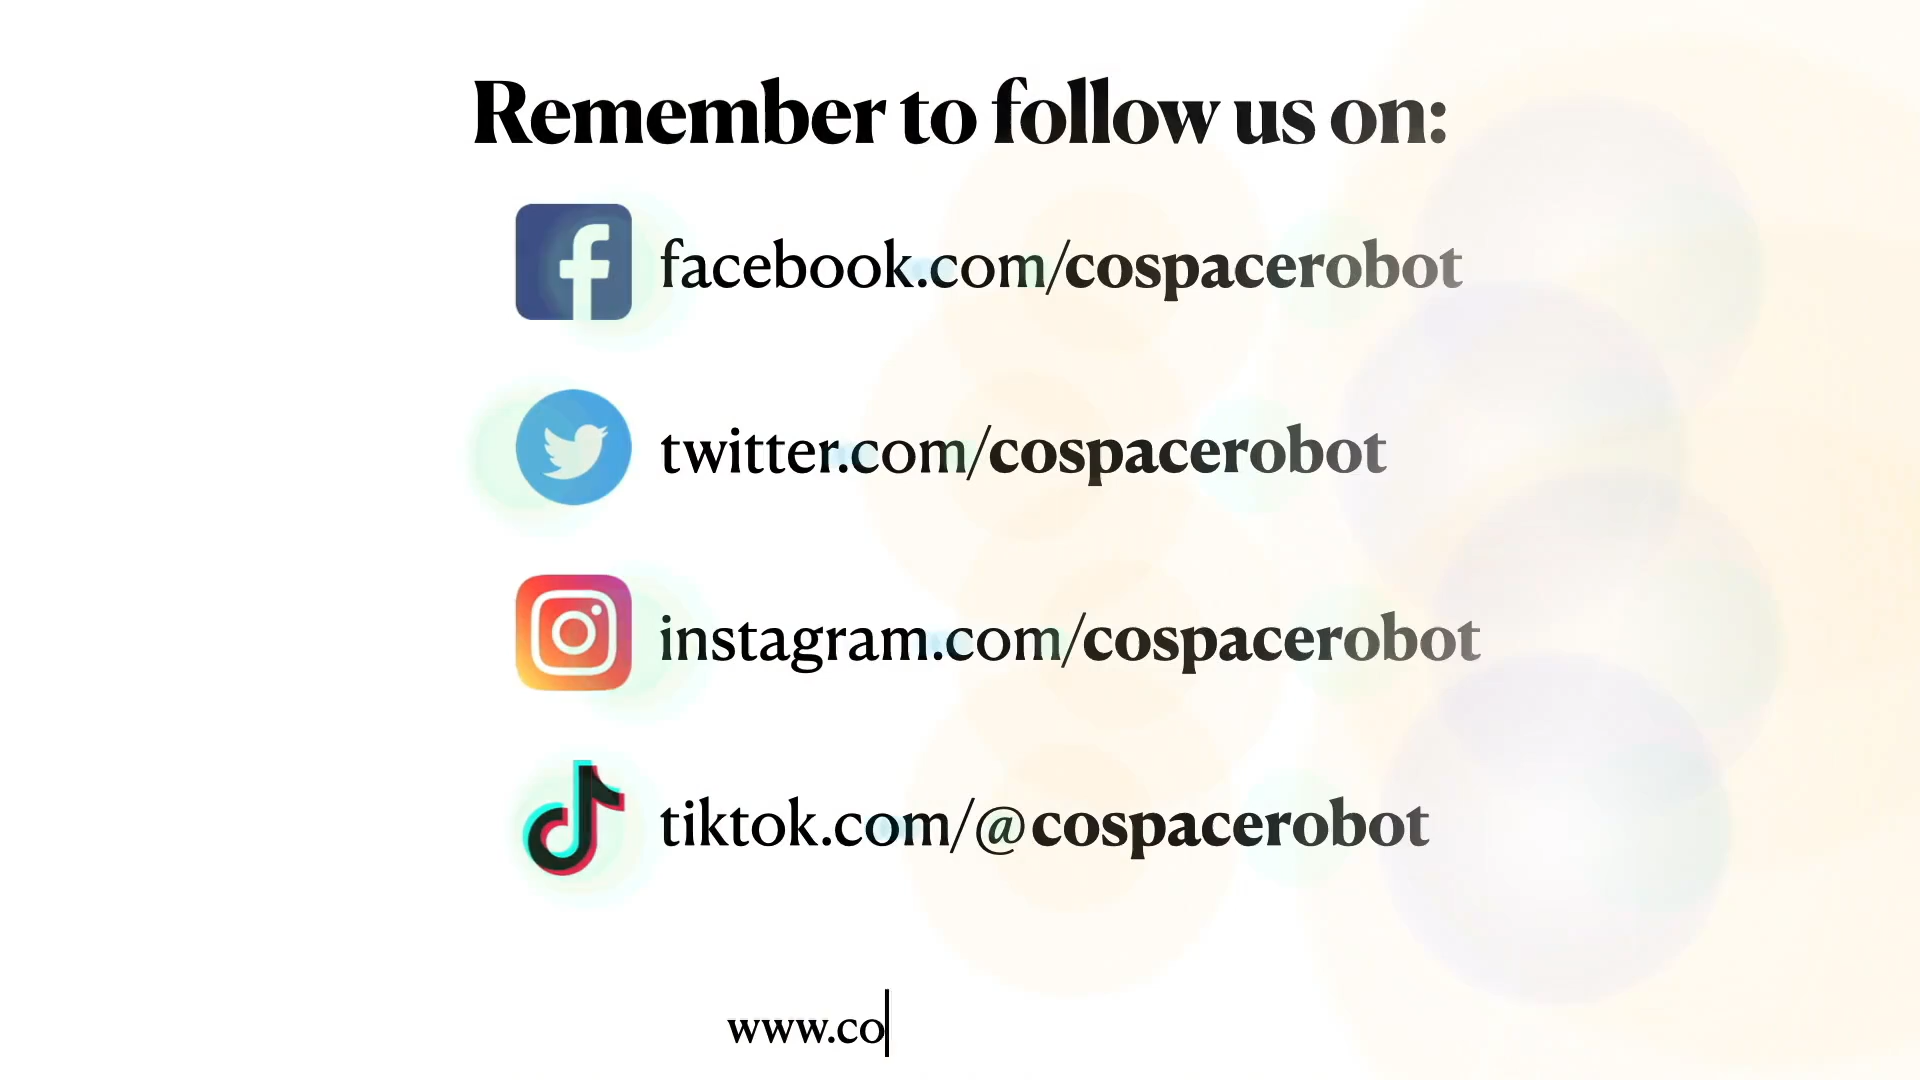 Remember to follow us on:
facebook.com/cospacerobot
twitter.com/cospacerobot
instagram.com/cospacerobot
tiktok.com/@cospacerobot
www.co